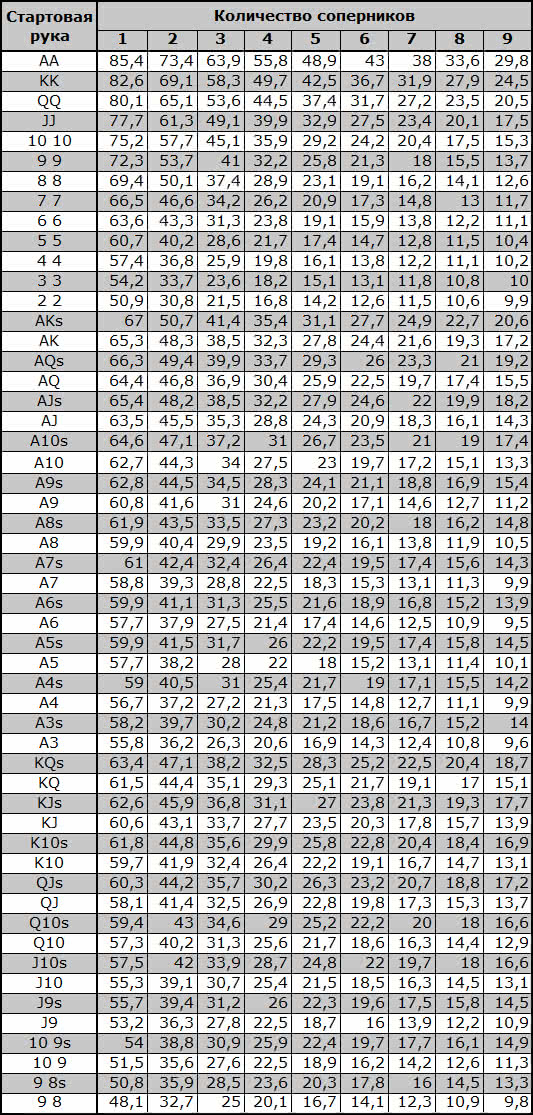 Стартовая рука Количество соперников
1 2 3 4 5 6 7 8 9
AA 85,4 73,4 63,9 55,8 48,9 43 38 33,6 29,8
KK 82,6 69,1 58,3 49,7 42,5 36,7 31,9 27,9 24,5
QQ 80,1 65,1 53,6 44,5 37,4 31,7 27,2 23,5 20,5
JJ 77,7 61,3 49,1 39,9 32,9 27,5 23,4 20,1 17,5
10 10 75,2 57,7 45,1 35,9 29,2 24,2 20,4 17,5 15,3
9 9 72,3 53,7 41 32,2 25,8 21,3 18 15,5 13,7
8 8 69,4 50,1 37,4 28,9 23,1 19,1 16,2 14,1 12,6
7 7 66,5 46,6 34,2 26,2 20,9 17,3 14,8 13 11,7
6 6 63,6 43,3 31,3 23,8 19,1 15,9 13,8 12,2 11,1
5 5 60,7 40,2 28,6 21,7 17,4 14,7 12,8 11,5 10,4
4 4 57,4 36,8 25,9 19,8 16,1 13,8 12,2 11,1 10,2
3 3 54,2 33,7 23,6 18,2 15,1 13,1 11,8 10,8 10
2 2 50,9 30,8 21,5 16,8 14,2 12,6 11,5 10,6 9,9
AKs 67 50,7 41,4 35,4 31,1 27,7 24,9 22,7 20,6
AK 65,3 48,3 38,5 32,3 27,8 24,4 21,6 19,3 17,2
AQs 66,3 49,4 39,9 33,7 29,3 26 23,3 21 19,2
AQ 64,4 46,8 36,9 30,4 25,9 22,5 19,7 17,4 15,5
AJs 65,4 48,2 38,5 32,2 27,9 24,6 22 19,9 18,2
AJ 63,5 45,5 35,3 28,8 24,3 20,9 18,3 16,1 14,3
A10s 64,6 47,1 37,2 31 26,7 23,5 21 19 17,4
A10 62,7 44,3 34 27,5 23 19,7 17,2 15,1 13,3
A9s 62,8 44,5 34,5 28,3 24,1 21,1 18,8 16,9 15,4
A9 60,8 41,6 31 24,6 20,2 17,1 14,6 12,7 11,2
A8s 61,9 43,5 33,5 27,3 23,2 20,2 18 16,2 14,8
A8 59,9 40,4 29,9 23,5 19,2 16,1 13,8 11,9 10,5
A7s 61 42,4 32,4 26,4 22,4 19,5 17,4 15,6 14,3
A7 58,8 39,3 28,8 22,5 18,3 15,3 13,1 11,3 9,9
A6s 59,9 41,1 31,3 25,5 21,6 18,9 16,8 15,2 13,9
A6 57,7 37,9 27,5 21,4 17,4 14,6 12,5 10,9 9,5
A5s 59,9 41,5 31,7 26 22,2 19,5 17,4 15,8 14,5
A5 57,7 38,2 28 22 18 15,2 13,1 11,4 10,1
A4s 59 40,5 31 25,4 21,7 19 17,1 15,5 14,2
A4 56,7 37,2 27,2 21,3 17,5 14,8 12,7 11,1 9,9
A3s 58,2 39,7 30,2 24,8 21,2 18,6 16,7 15,2 14
A3 55,8 36,2 26,3 20,6 16,9 14,3 12,4 10,8 9,6
KQs 63,4 47,1 38,2 32,5 28,3 25,2 22,5 20,4 18,7
KQ 61,5 44,4 35,1 29,3 25,1 21,7 19,1 17 15,1
KJs 62,6 45,9 36,8 31,1 27 23,8 21,3 19,3 17,7
KJ 60,6 43,1 33,7 27,7 23,5 20,3 17,8 15,7 13,9
K10s 61,8 44,8 35,6 29,9 25,8 22,8 20,4 18,4 16,9
K10 59,7 41,9 32,4 26,4 22,2 19,1 16,7 14,7 13,1
QJs 60,3 44,2 35,7 30,2 26,3 23,2 20,7 18,8 17,2
QJ 58,1 41,4 32,5 26,9 22,8 19,8 17,3 15,3 13,7
Q10s 59,4 43 34,6 29 25,2 22,2 20 18 16,6
Q10 57,3 40,2 31,3 25,6 21,7 18,6 16,3 14,4 12,9
J10s 57,5 42 33,9 28,7 24,8 22 19,7 18 16,6
J10 55,3 39,1 30,7 25,4 21,5 18,5 16,3 14,5 13,1
J9s 55,7 39,4 31,2 26 22,3 19,6 17,5 15,8 14,5
J9 53,2 36,3 27,8 22,5 18,7 16 13,9 12,2 10,9
10 9s 54 38,8 30,9 25,9 22,4 19,7 17,7 16,1 14,9
10 9 51,5 35,6 27,6 22,5 18,9 16,2 14,2 12,6 11,3
9 8s 50,8 35,9 28,5 23,6 20,3 17,8 16 14,5 13,3
9 8 48,1 32,7 25 20,1 16,7 14,1 12,3 10,9 9,8